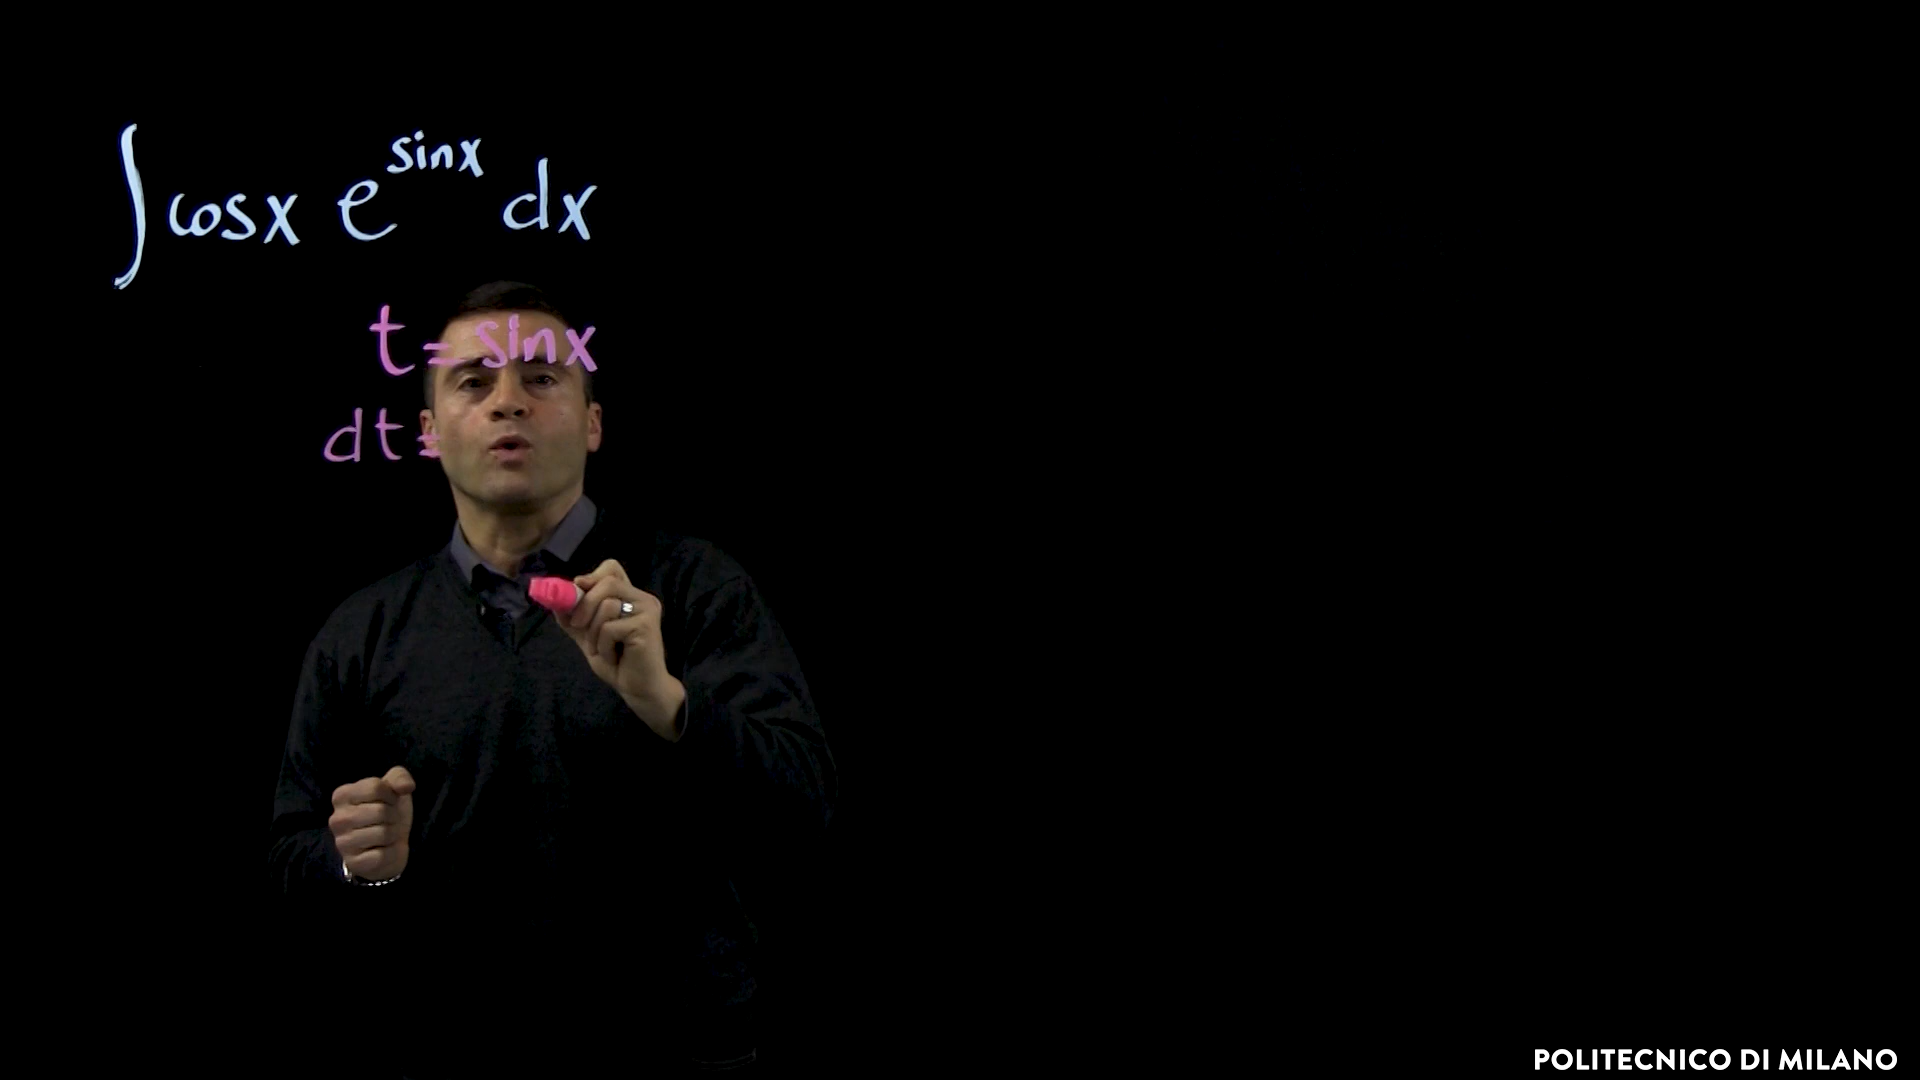 ∫ cosx e^sinx dx
t = sinx
dt =
POLITECNICO DI MILANO